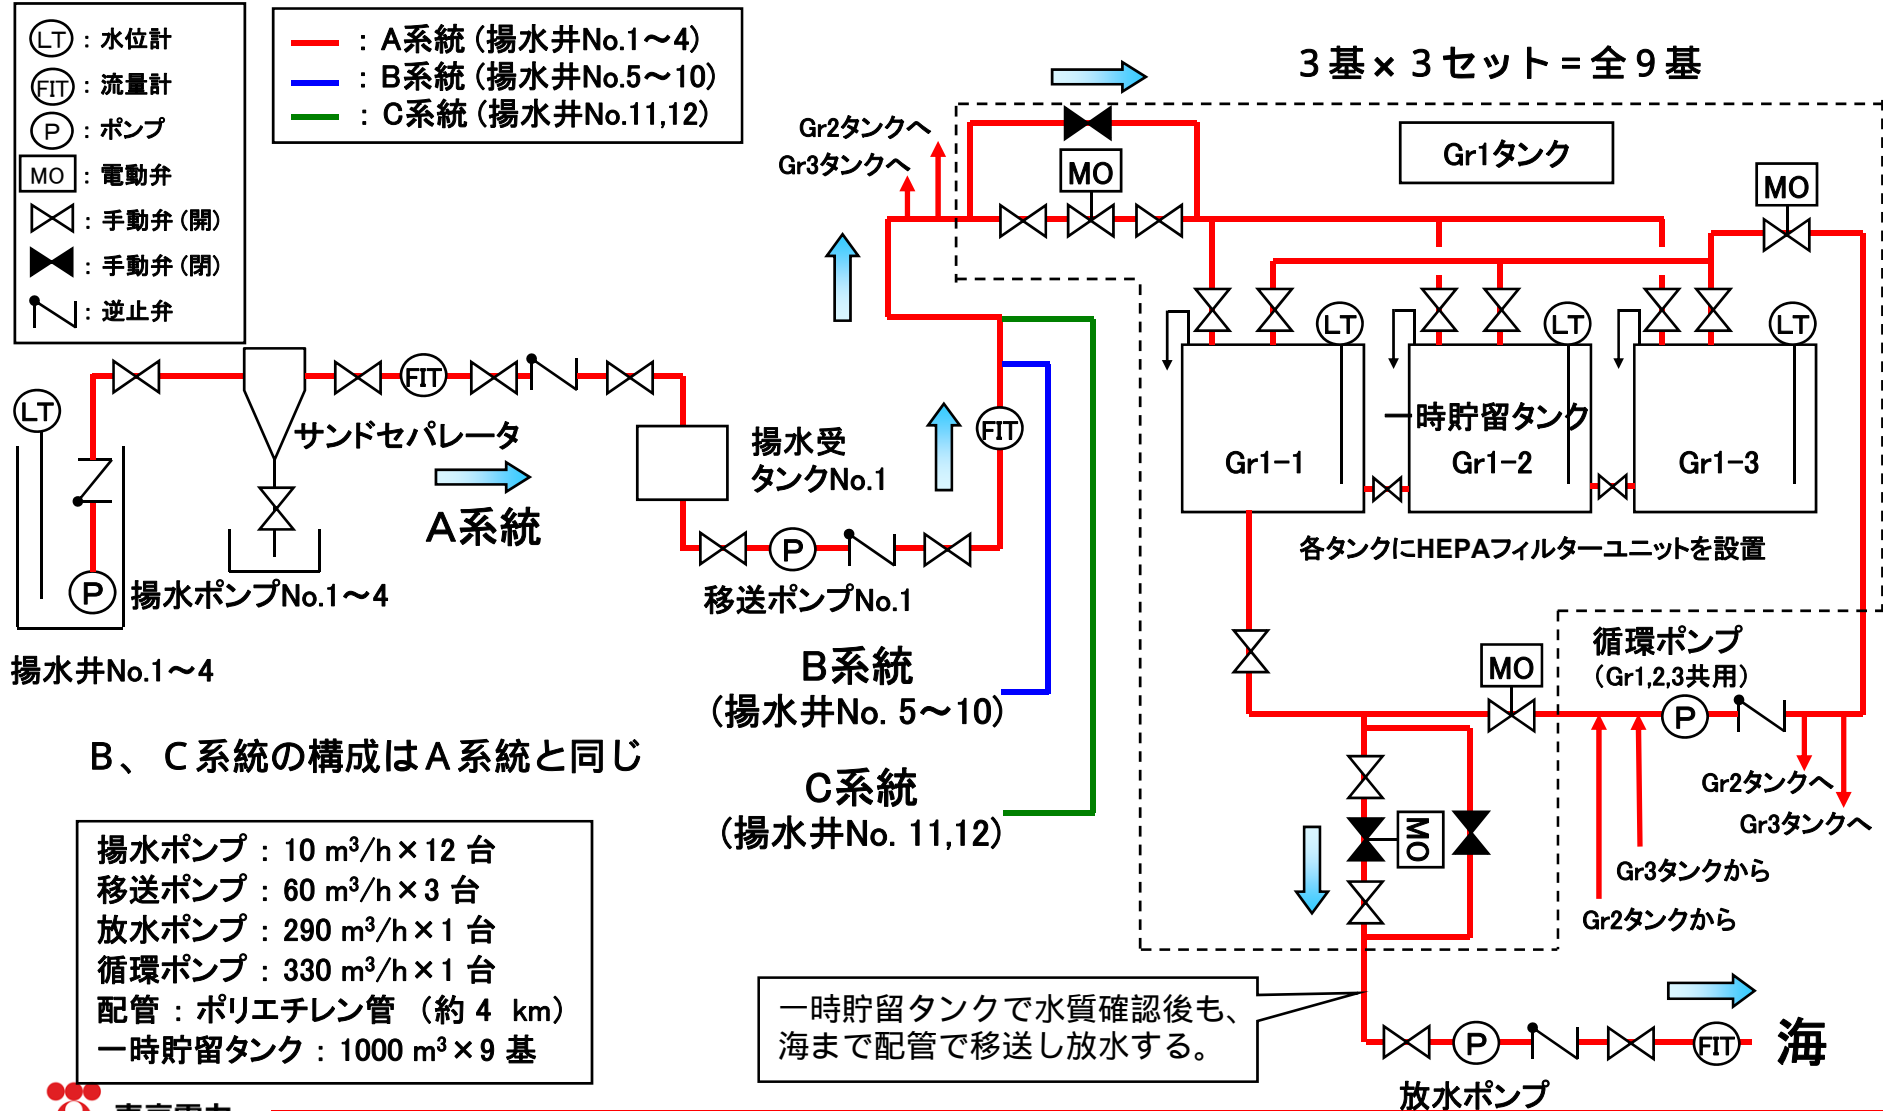 LT : 水位計
FIT : 流量計
P : ポンプ
MO : 電動弁
: 手動弁(開)
: 手動弁(閉)
: 逆止弁
: A系統(揚水井No.1～4)
: B系統(揚水井No.5～10)
: C系統(揚水井No.11,12)
3基×3セット=全9基
Gr2タンクへ
Gr3タンクへ
MO
Gr1タンク
MO
LT
LT
LT
LT
FIT
サンドセパレータ
A系統
揚水受
タンクNo.1
FIT
一時貯留タンク
Gr1-1
Gr1-2
Gr1-3
各タンクにHEPAフィルターユニットを設置
P
揚水ポンプNo.1～4
P
移送ポンプNo.1
揚水井No.1～4
B系統
(揚水井No. 5～10)
MO
循環ポンプ
(Gr1,2,3共用)
P
B、C系統の構成はA系統と同じ
C系統
(揚水井No. 11,12)
MO
Gr2タンクへ
Gr3タンクへ
Gr3タンクから
Gr2タンクから
揚水ポンプ : 10 m³/h×12 台
移送ポンプ : 60 m³/h×3 台
放水ポンプ : 290 m³/h×1 台
循環ポンプ : 330 m³/h×1 台
配管 : ポリエチレン管 (約 4 km)
一時貯留タンク : 1000 m³×9 基
一時貯留タンクで水質確認後も、
海まで配管で移送し放水する。
P
FIT
海
放水ポンプ
東京電力